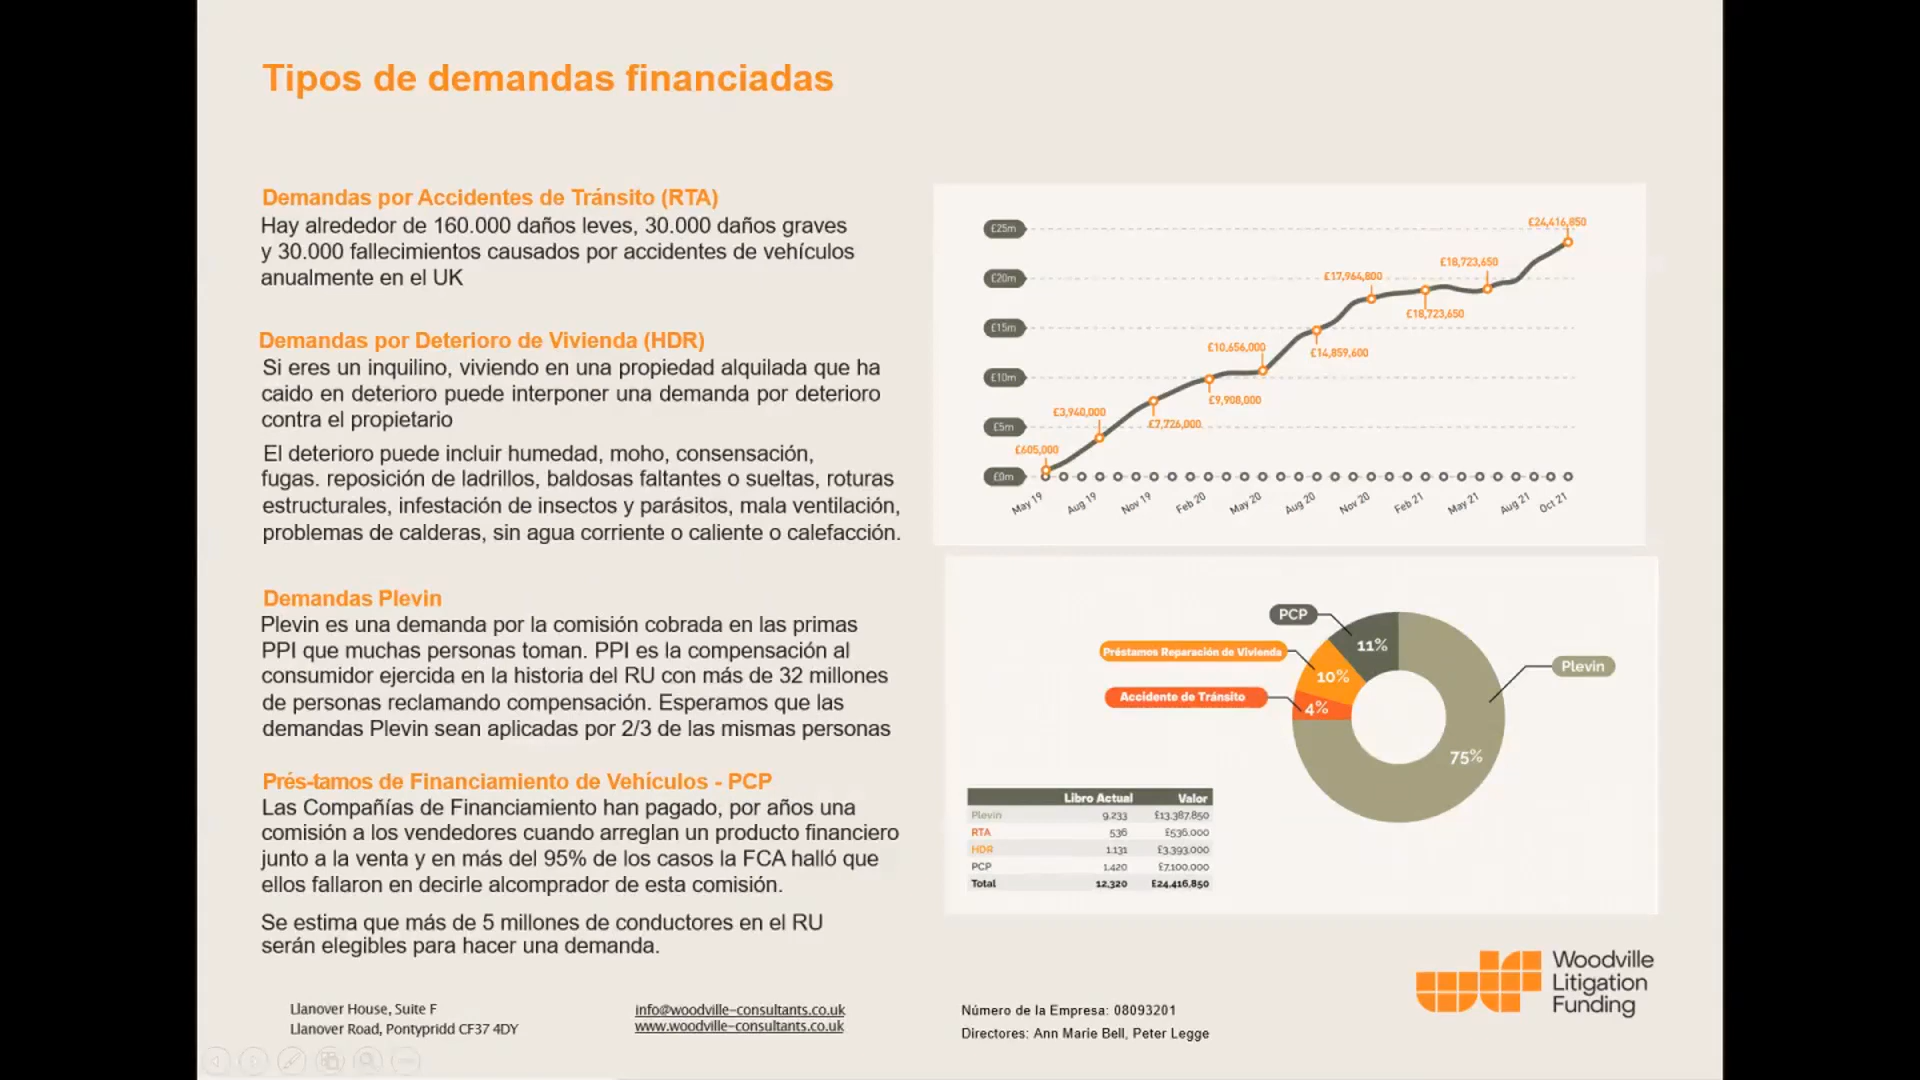 Tipos de demandas financiadas
Demandas por Accidentes de Tránsito (RTA)
Hay alrededor de 160.000 daños leves, 30.000 daños graves
y 30.000 fallecimientos causados por accidentes de vehículos
anualmente en el UK
Demandas por Deterioro de Vivienda (HDR)
Si eres un inquilino, viviendo en una propiedad alquilada que ha
caido en deterioro puede interponer una demanda por deterioro
contra el propietario
El deterioro puede incluir humedad, moho, consensación,
fugas. reposición de ladrillos, baldosas faltantes o sueltas, roturas
estructurales, infestación de insectos y parásitos, mala ventilación,
problemas de calderas, sin agua corriente o caliente o calefacción.
Demandas Plevin
Plevin es una demanda por la comisión cobrada en las primas
PPI que muchas personas toman. PPI es la compensación al
consumidor ejercida en la historia del RU con más de 32 millones
de personas reclamando compensación. Esperamos que las
demandas Plevin sean aplicadas por 2/3 de las mismas personas
Prés-tamos de Financiamiento de Vehículos - PCP
Las Compañías de Financiamiento han pagado, por años una
comisión a los vendedores cuando arreglan un producto financiero
junto a la venta y en más del 95% de los casos la FCA halló que
ellos fallaron en decirle alcomprador de esta comisión.
Se estima que más de 5 millones de conductores en el RU
serán elegibles para hacer una demanda.
£25m
£20m
£15m
£10m
£5m
£0m
£605,000
£3,940,000
£7,726,000
£9,908,000
£10,656,000
£14,859,600
£17,964,800
£18,723,650
£18,723,650
£24,416,850
May 19
Aug 19
Nov 19
Feb 20
May 20
Aug 20
Nov 20
Feb 21
May 21
Aug 21
Oct 21
PCP
11%
Préstamos Reparación de Vivienda
10%
Accidente de Tránsito
4%
Plevin
75%
Libro Actual Valor
Plevin 9.233 £13.387.850
RTA 536 £536.000
HDR 1.131 £3.393.000
PCP 1.420 £7.100.000
Total 12,320 £24.416,850
Woodville
Litigation
Funding
Llanover House, Suite F
Llanover Road, Pontypridd CF37 4DY
info@woodville-consultants.co.uk
www.woodville-consultants.co.uk
Número de la Empresa: 08093201
Directores: Ann Marie Bell, Peter Legge